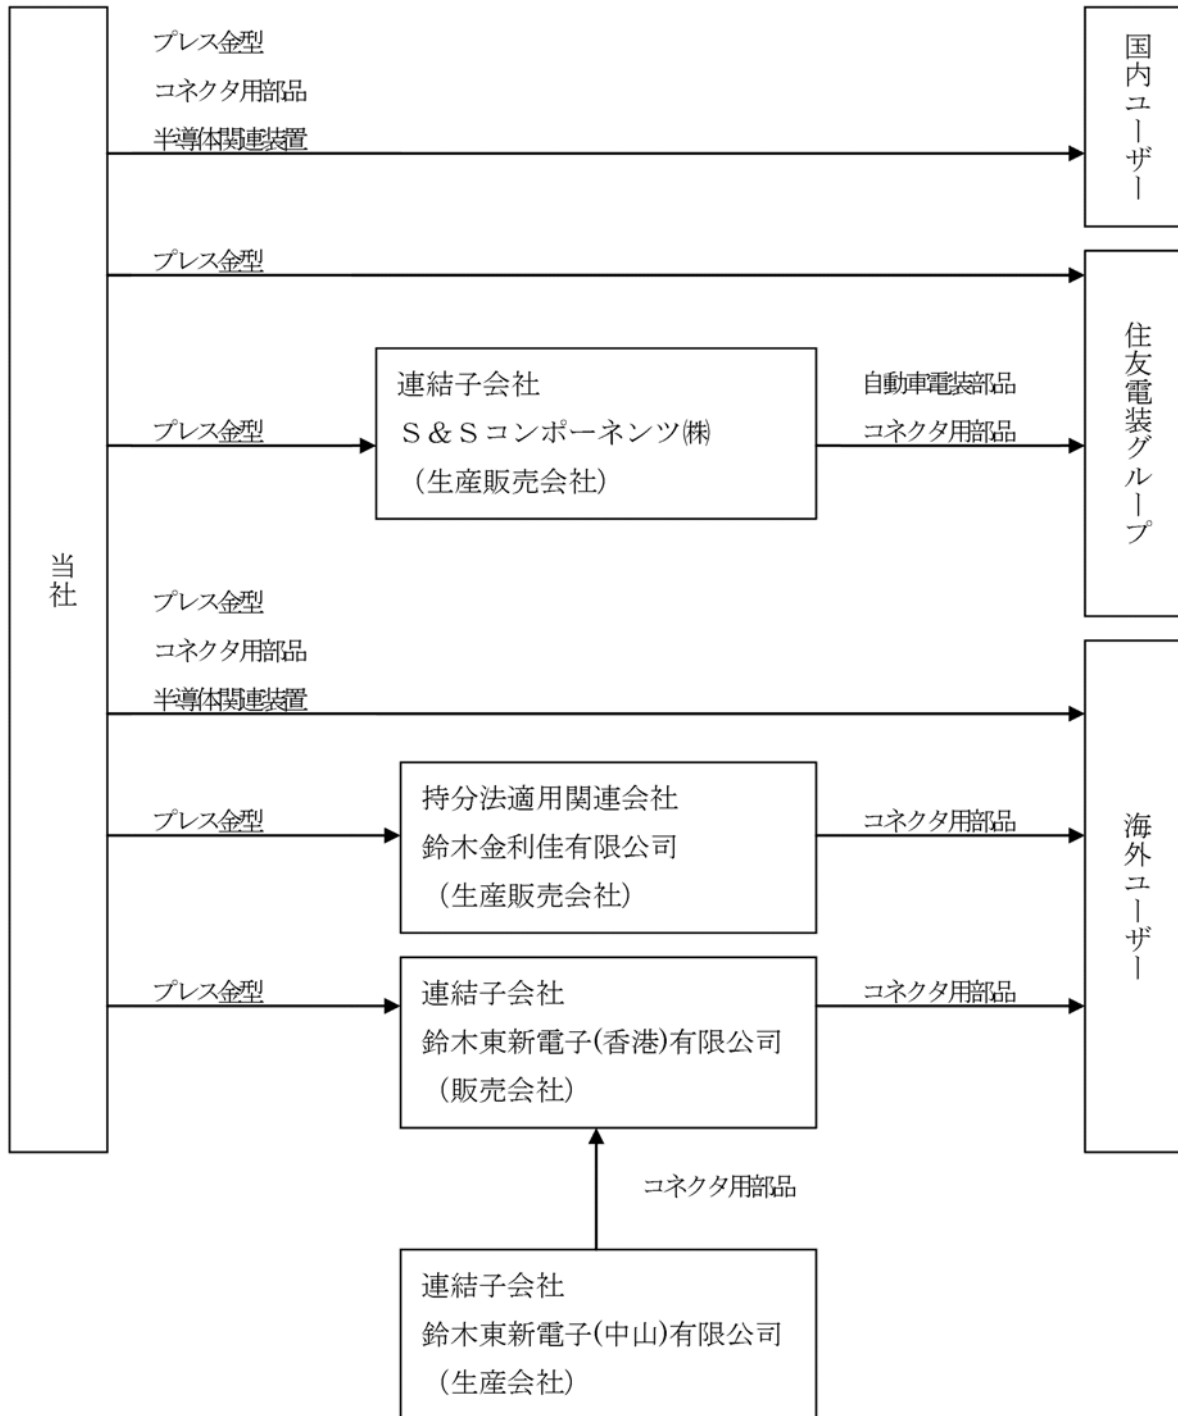 プレス金型
コネクタ用部品
半導体関連装置
国内ユーザー
プレス金型
連結子会社
Ｓ＆Ｓコンポーネンツ㈱
（生産販売会社）
プレス金型
自動車電装部品
コネクタ用部品
住友電装グループ
当社
プレス金型
コネクタ用部品
半導体関連装置
プレス金型
持分法適用関連会社
鈴木金利佳有限公司
（生産販売会社）
コネクタ用部品
海外ユーザー
プレス金型
連結子会社
鈴木東新電子(香港)有限公司
（販売会社）
コネクタ用部品
コネクタ用部品
連結子会社
鈴木東新電子(中山)有限公司
（生産会社）